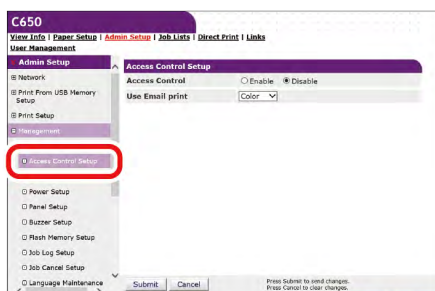 C650
View Info | Paper Setup | Admin Setup | Job Lists | Direct Print | Links
User Management
Admin Setup
Network
Print From USB Memory
Setup
Print Setup
Management
Access Control Setup
Power Setup
Panel Setup
Buzzer Setup
Flash Memory Setup
Job Log Setup
Job Cancel Setup
Language Maintenance
Access Control Setup
Access Control Enable Disable
Use Email print Color
Submit Cancel
Press Submit to send changes.
Press Cancel to clear changes.